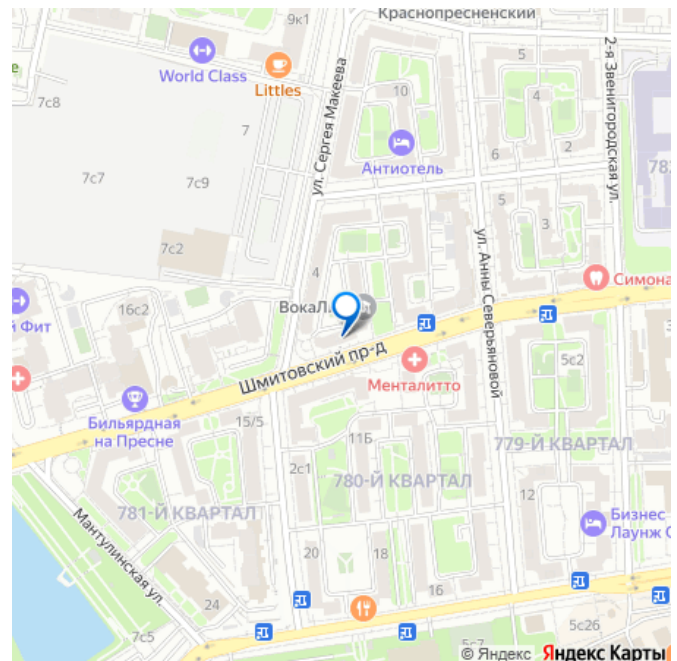 9к1
Краснопресненский
World Class
Littles
7с8
ул. Сергея Макеева
10
5
4
2-я Звенигородская ул.
7
Антиотель
6
2
7с7
7с9
5
3
7с2
4
ул. Анны Северьяновой
Симона
16с2
ВокаЛ
й Фит
Шмитовский пр-д
Менталитто
5с2
Бильярдная
на Пресне
15/5
11Б
779-Й КВАРТАЛ
2с1
780-Й КВАРТАЛ
12
781-Й КВАРТАЛ
Бизнес
Лаунж
Мантулинская ул.
20
18
16
24
7с5
5с26
5с7
© Яндекс Яндекс Карты